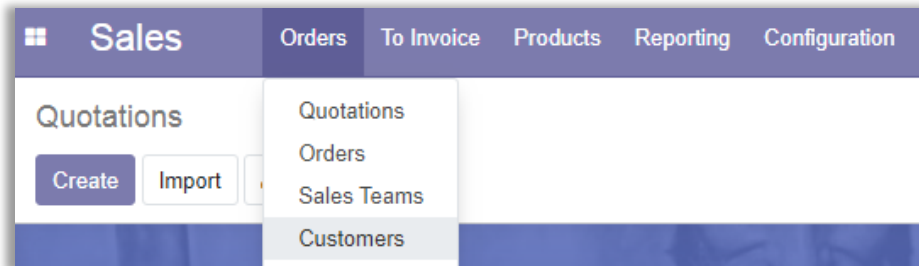 Sales Orders To Invoice Products Reporting Configuration
Quotations
Create Import
Quotations
Orders
Sales Teams
Customers